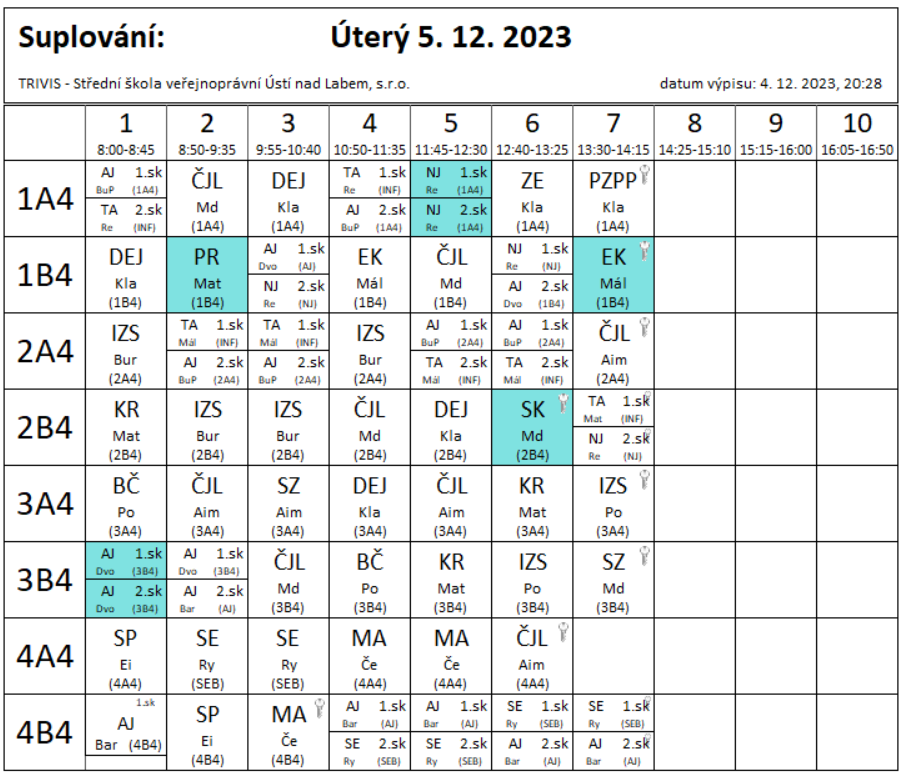 Suplování: Úterý 5. 12. 2023
TRIVIS - Střední škola veřejnoprávní Ústí nad Labem, s.r.o. datum výpisu: 4. 12. 2023, 20:28
1 2 3 4 5 6 7 8 9 10
8:00-8:45 8:50-9:35 9:55-10:40 10:50-11:35 11:45-12:30 12:40-13:25 13:30-14:15 14:25-15:10 15:15-16:00 16:05-16:50
1A4
AJ 1.sk
BuP (1A4)
TA 2.sk
Re (INF)
ČJL
Md
(1A4)
DEJ
Kla
(1A4)
TA 1.sk
Re (INF)
AJ 2.sk
BuP (1A4)
NJ 1.sk
Re (1A4)
NJ 2.sk
Re (1A4)
ZE
Kla
(1A4)
PZPP
Kla
(1A4)
1B4
DEJ
Kla
(1B4)
PR
Mat
(1B4)
AJ 1.sk
Dvo (AJ)
NJ 2.sk
Re (NJ)
EK
Mál
(1B4)
ČJL
Md
(1B4)
NJ 1.sk
Re (NJ)
AJ 2.sk
Dvo (1B4)
EK
Mál
(1B4)
2A4
IZS
Bur
(2A4)
TA 1.sk
Mál (INF)
AJ 2.sk
BuP (2A4)
TA 1.sk
Mál (INF)
AJ 2.sk
BuP (2A4)
IZS
Bur
(2A4)
AJ 1.sk
BuP (2A4)
TA 2.sk
Mál (INF)
AJ 1.sk
BuP (2A4)
TA 2.sk
Mál (INF)
ČJL
Aim
(2A4)
2B4
KR
Mat
(2B4)
IZS
Bur
(2B4)
IZS
Bur
(2B4)
ČJL
Md
(2B4)
DEJ
Kla
(2B4)
SK
Md
(2B4)
TA 1.sk
Mat (INF)
NJ 2.sk
Re (NJ)
3A4
BČ
Po
(3A4)
ČJL
Aim
(3A4)
SZ
Aim
(3A4)
DEJ
Kla
(3A4)
ČJL
Aim
(3A4)
KR
Mat
(3A4)
IZS
Po
(3A4)
3B4
AJ 1.sk
Dvo (3B4)
AJ 2.sk
Dvo (3B4)
AJ 1.sk
Dvo (3B4)
AJ 2.sk
Bar (AJ)
ČJL
Md
(3B4)
BČ
Po
(3B4)
KR
Mat
(3B4)
IZS
Po
(3B4)
SZ
Md
(3B4)
4A4
SP
Ei
(4A4)
SE
Ry
(SEB)
SE
Ry
(SEB)
MA
Če
(4A4)
MA
Če
(4A4)
ČJL
Aim
(4A4)
4B4
1.sk
AJ
Bar (4B4)
SP
Ei
(4B4)
MA
Če
(4B4)
AJ 1.sk
Bar (AJ)
SE 2.sk
Ry (SEB)
AJ 1.sk
Bar (AJ)
SE 2.sk
Ry (SEB)
SE 1.sk
Ry (SEB)
AJ 2.sk
Bar (AJ)
SE 1.sk
Ry (SEB)
AJ 2.sk
Bar (AJ)